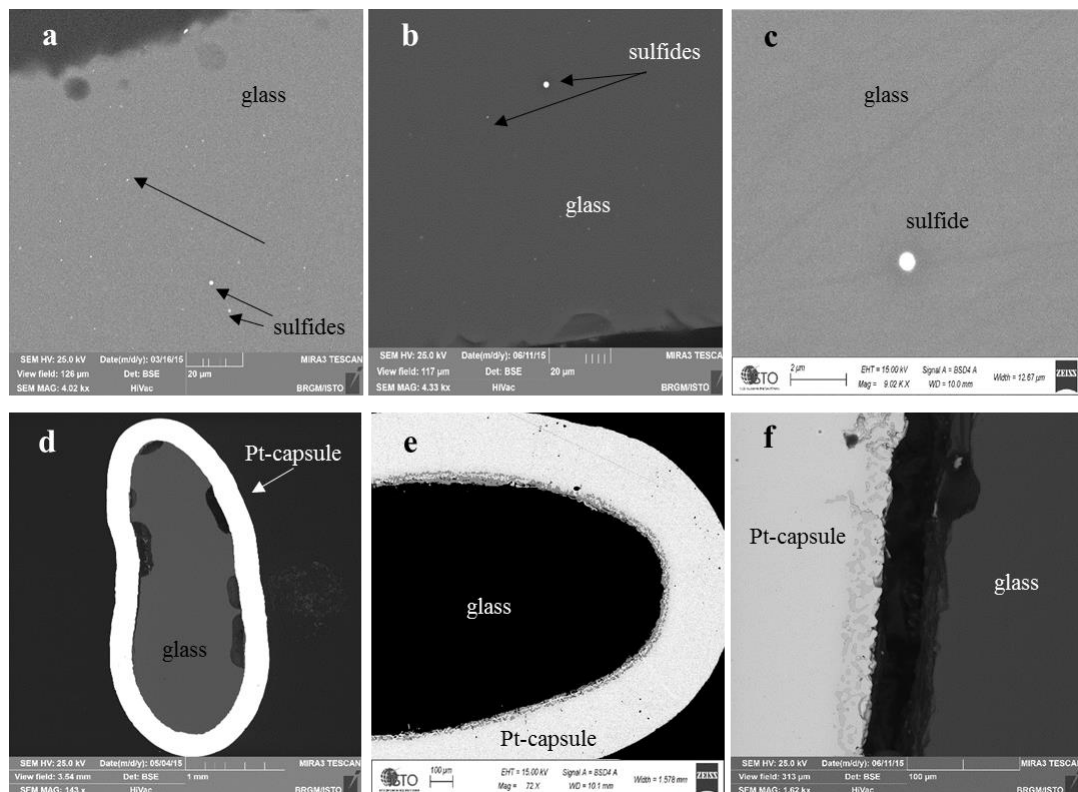 a
glass
sulfides
SEM HV: 25.0 kV Date(m/d/y): 03/16/15 MIRA3 TESCAN
View field: 126 µm Det: BSE 20 µm
SEM MAG: 4.02 kx HiVac BRGM/ISTO
b
sulfides
glass
SEM HV: 25.0 kV Date(m/d/y): 06/11/15 MIRA3 TESCAN
View field: 117 µm Det: BSE 20 µm
SEM MAG: 4.33 kx HiVac BRGM/ISTO
c
glass
sulfide
ISTO 2 µm EHT = 15.00 kV Signal A = BSD4 A ZEISS
Mag = 9.02 K X WD = 10.0 mm Width = 12.67 µm
d
Pt-capsule
glass
SEM HV: 25.0 kV Date(m/d/y): 05/04/15 MIRA3 TESCAN
View field: 3.54 mm Det: BSE 1 mm
SEM MAG: 143 x HiVac BRGM/ISTO
e
glass
Pt-capsule
ISTO 100 µm EHT = 15.00 kV Signal A = BSD4 A ZEISS
Mag = 72 X WD = 10.1 mm Width = 1.578 mm
f
Pt-capsule
glass
SEM HV: 25.0 kV Date(m/d/y): 06/11/15 MIRA3 TESCAN
View field: 313 µm Det: BSE 100 µm
SEM MAG: 1.62 kx HiVac BRGM/ISTO